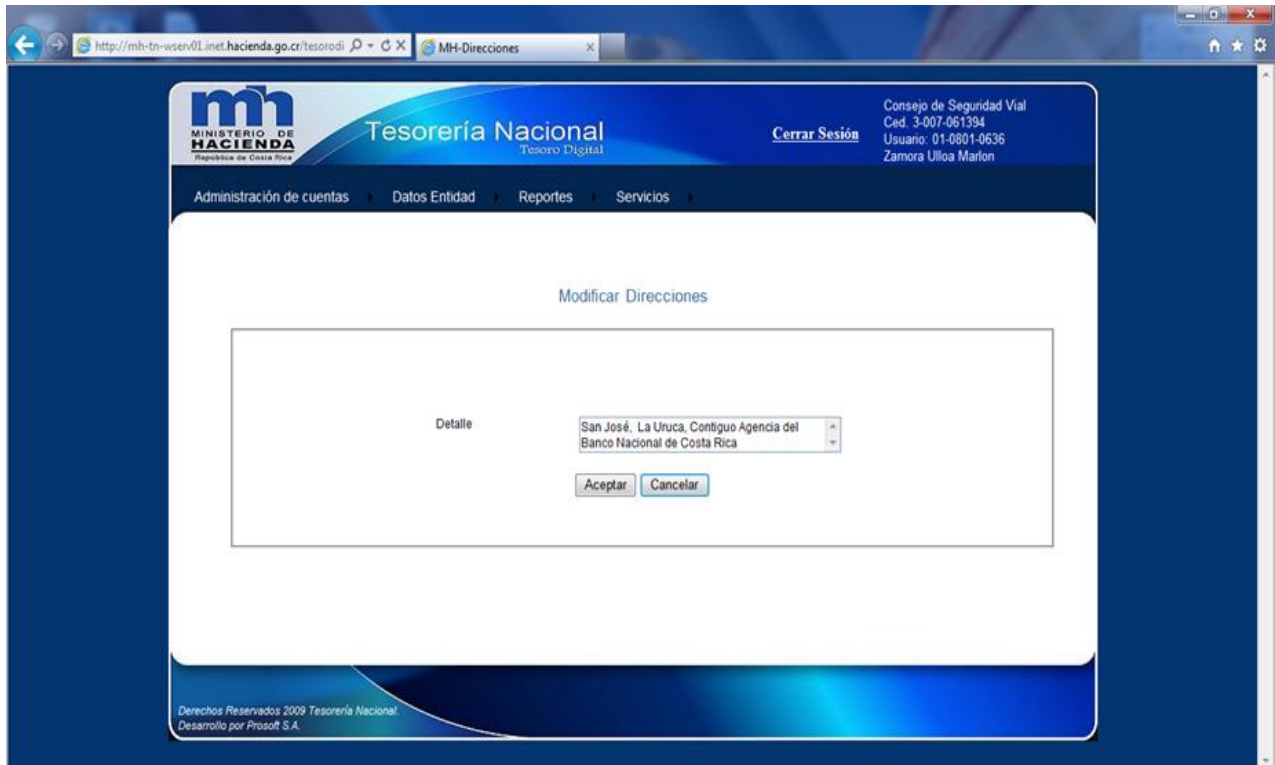 http://mh-tn-wserv01.inet.hacienda.go.cr/tesorodi
MH-Direcciones
mh
MINISTERIO DE
HACIENDA
República de Costa Rica
Tesorería Nacional
Tesoro Digital
Cerrar Sesión
Consejo de Seguridad Vial
Ced. 3-007-061394
Usuario: 01-0801-0636
Zamora Ulloa Marlon
Administración de cuentas
Datos Entidad
Reportes
Servicios
Modificar Direcciones
Detalle
San José, La Uruca, Contiguo Agencia del
Banco Nacional de Costa Rica
Aceptar
Cancelar
Derechos Reservados 2009 Tesorería Nacional.
Desarrollo por Prosoft S.A.